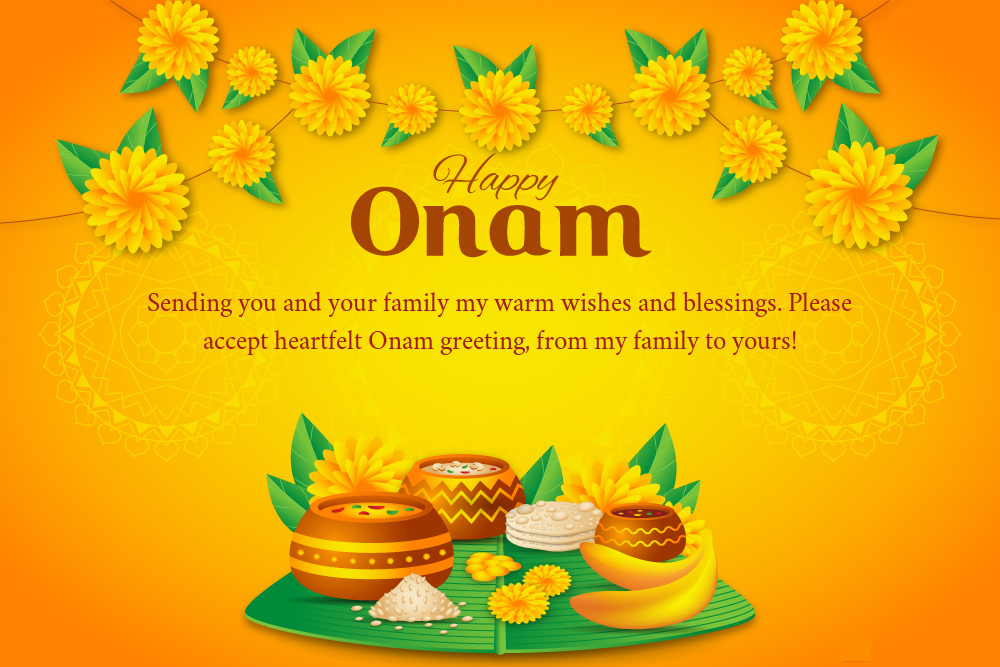 Happy
Onam
Sending you and your family my warm wishes and blessings. Please
accept heartfelt Onam greeting, from my family to yours!